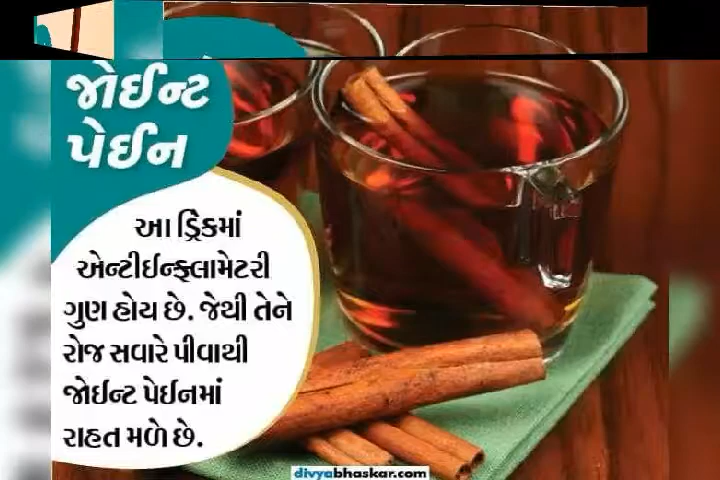 જોઈન્ટ
પેઈન
આ ડ્રિંકમાં
એન્ટીઈન્ફ્લામેટરી
ગુણ હોય છે. જેથી તેને
રોજ સવારે પીવાથી
જોઈન્ટ પેઈનમાં
રાહત મળે છે.
divyabhaskar.com